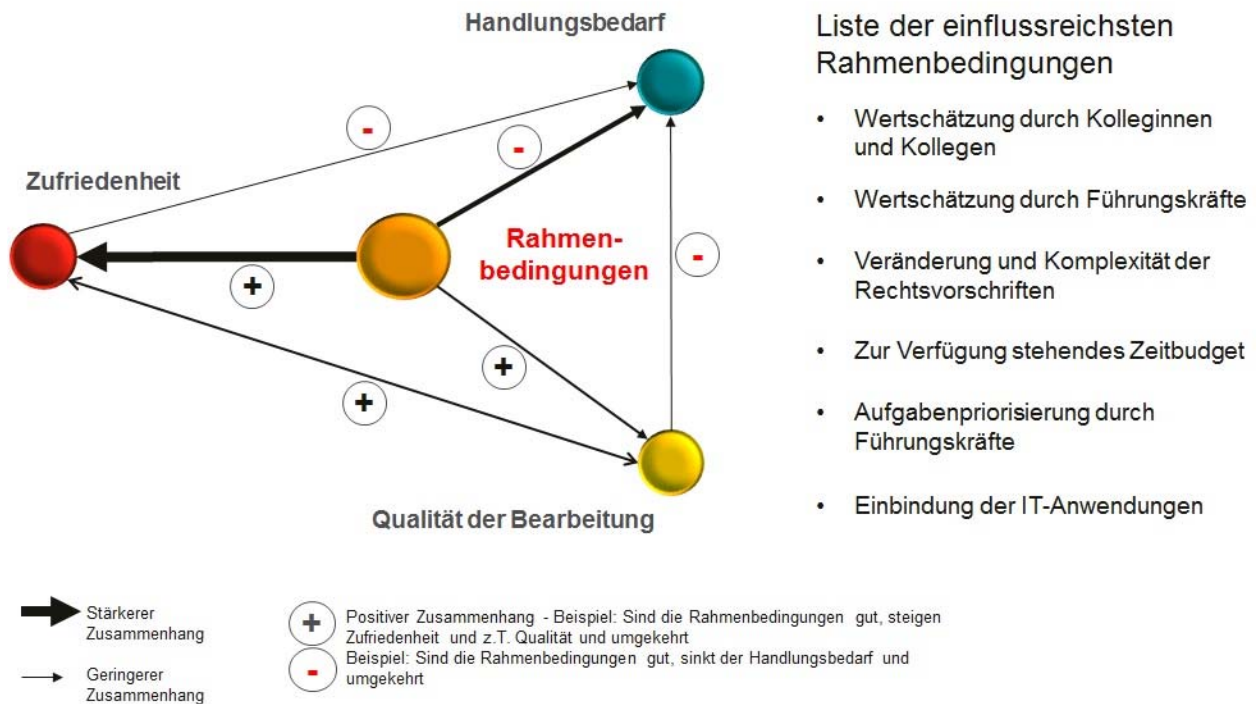 Handlungsbedarf
-
-
Zufriedenheit
Rahmen-
bedingungen
-
+
+
+
Qualität der Bearbeitung
Liste der einflussreichsten
Rahmenbedingungen
• Wertschätzung durch Kolleginnen
und Kollegen
• Wertschätzung durch Führungskräfte
• Veränderung und Komplexität der
Rechtsvorschriften
• Zur Verfügung stehendes Zeitbudget
• Aufgabenpriorisierung durch
Führungskräfte
• Einbindung der IT-Anwendungen
Stärkerer
Zusammenhang
Geringerer
Zusammenhang
+ Positiver Zusammenhang - Beispiel: Sind die Rahmenbedingungen gut, steigen
Zufriedenheit und z.T. Qualität und umgekehrt
- Beispiel: Sind die Rahmenbedingungen gut, sinkt der Handlungsbedarf und
umgekehrt